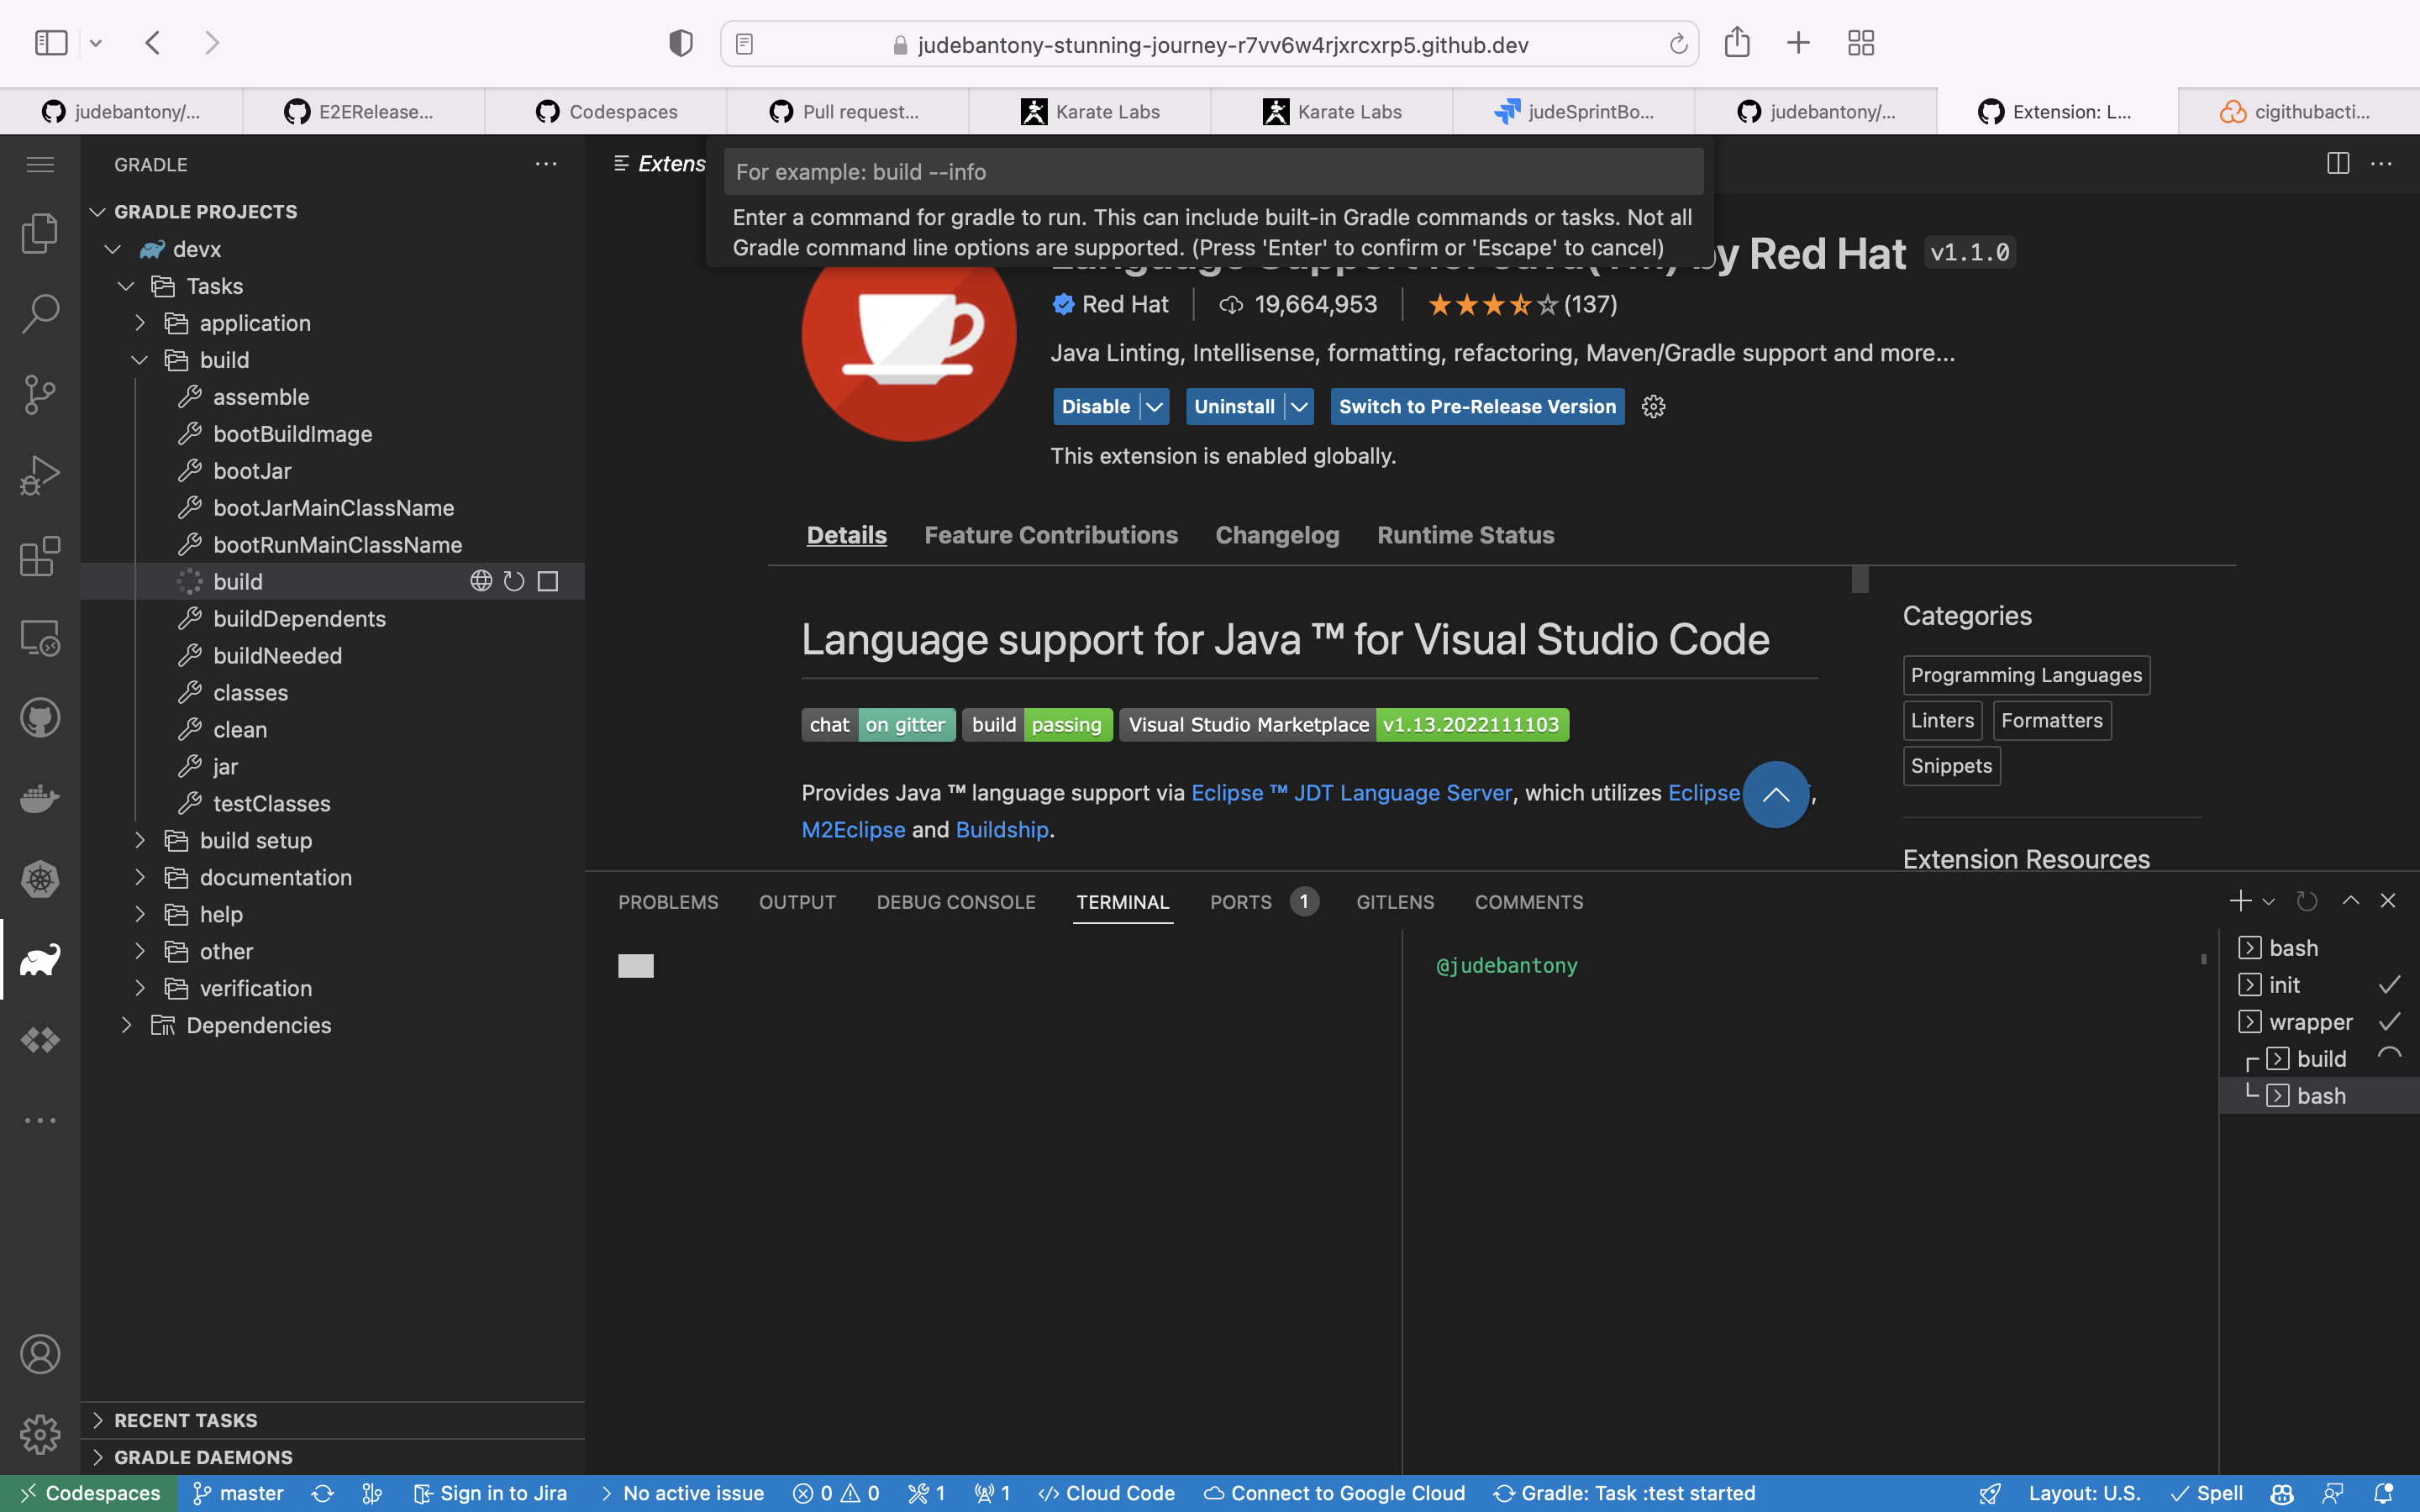 judebantony-stunning-journey-r7vv6w4rjxrcxrp5.github.dev
judebantony/...
E2ERelease...
Codespaces
Pull request...
Karate Labs
Karate Labs
judeSprintBo...
judebantony/...
Extension: L...
cigithubacti...
GRADLE
GRADLE PROJECTS
devx
Tasks
application
build
assemble
bootBuildImage
bootJar
bootJarMainClassName
bootRunMainClassName
build
buildDependents
buildNeeded
classes
clean
jar
testClasses
build setup
documentation
help
other
verification
Dependencies
RECENT TASKS
GRADLE DAEMONS
Extens
For example: build --info
Enter a command for gradle to run. This can include built-in Gradle commands or tasks. Not all
Gradle command line options are supported. (Press 'Enter' to confirm or 'Escape' to cancel)
Language Support for Java(TM) by Red Hat v1.1.0
Red Hat 19,664,953 (137)
Java Linting, Intellisense, formatting, refactoring, Maven/Gradle support and more...
Disable Uninstall Switch to Pre-Release Version
This extension is enabled globally.
Details Feature Contributions Changelog Runtime Status
Language support for Java ™ for Visual Studio Code
chat on gitter build passing Visual Studio Marketplace v1.13.2022111103
Provides Java ™ language support via Eclipse ™ JDT Language Server, which utilizes Eclipse ,
M2Eclipse and Buildship.
Categories
Programming Languages
Linters Formatters
Snippets
Extension Resources
PROBLEMS OUTPUT DEBUG CONSOLE TERMINAL PORTS 1 GITLENS COMMENTS
@judebantony
bash
init
wrapper
build
bash
Codespaces master Sign in to Jira No active issue 0 0 1 1 Cloud Code Connect to Google Cloud Gradle: Task :test started Layout: U.S. Spell